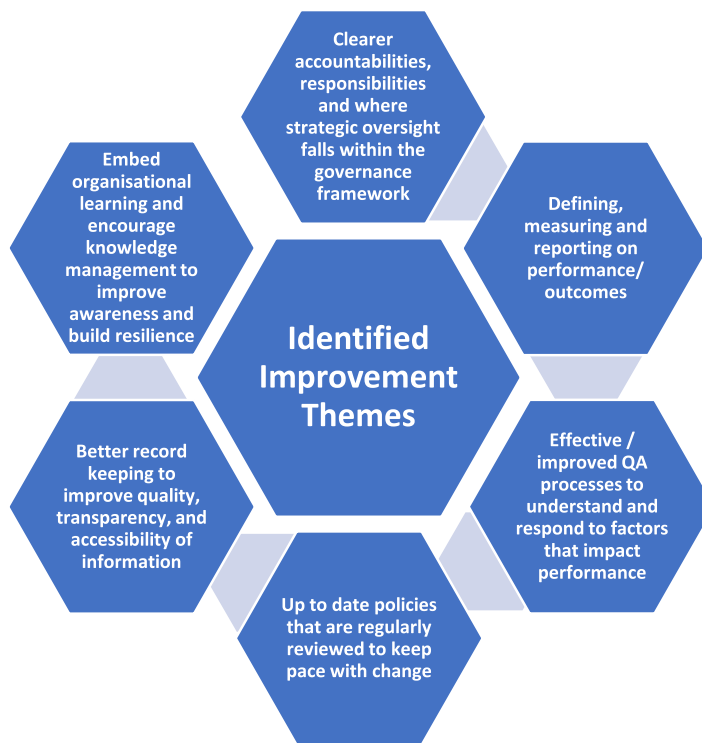 Clearer
accountabilities,
responsibilities
and where
strategic oversight
falls within the
governance
framework
Defining,
measuring and
reporting on
performance/
outcomes
Effective /
improved QA
processes to
understand and
respond to factors
that impact
performance
Up to date policies
that are regularly
reviewed to keep
pace with change
Better record
keeping to
improve quality,
transparency, and
accessibility of
information
Embed
organisational
learning and
encourage
knowledge
management to
improve
awareness and
build resilience
Identified
Improvement
Themes